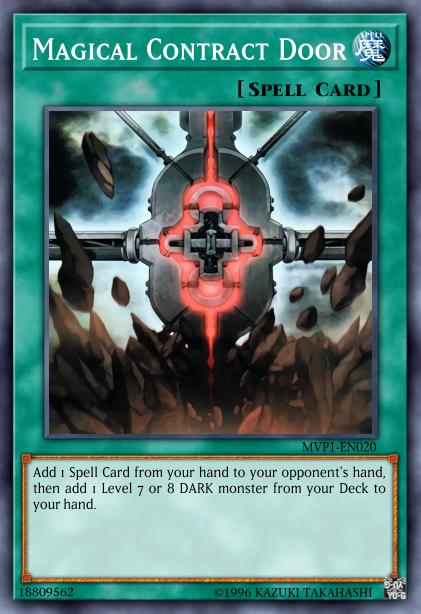 Magical Contract Door
SPELL
魔
[Spell Card]
MVP1-EN020
Add 1 Spell Card from your hand to your opponent's hand,
then add 1 Level 7 or 8 DARK monster from your Deck to
your hand.
18809562
©1996 KAZUKI TAKAHASHI